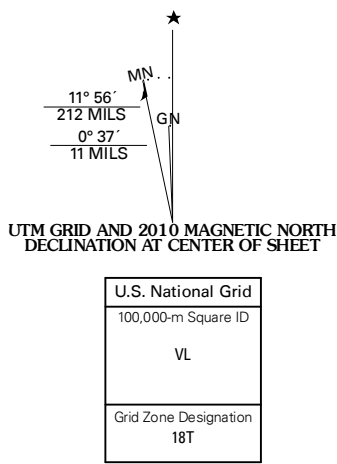 MN
11° 56´
212 MILS
GN
0° 37´
11 MILS
UTM GRID AND 2010 MAGNETIC NORTH
DECLINATION AT CENTER OF SHEET
U.S. National Grid
100,000-m Square ID
VL
Grid Zone Designation
18T